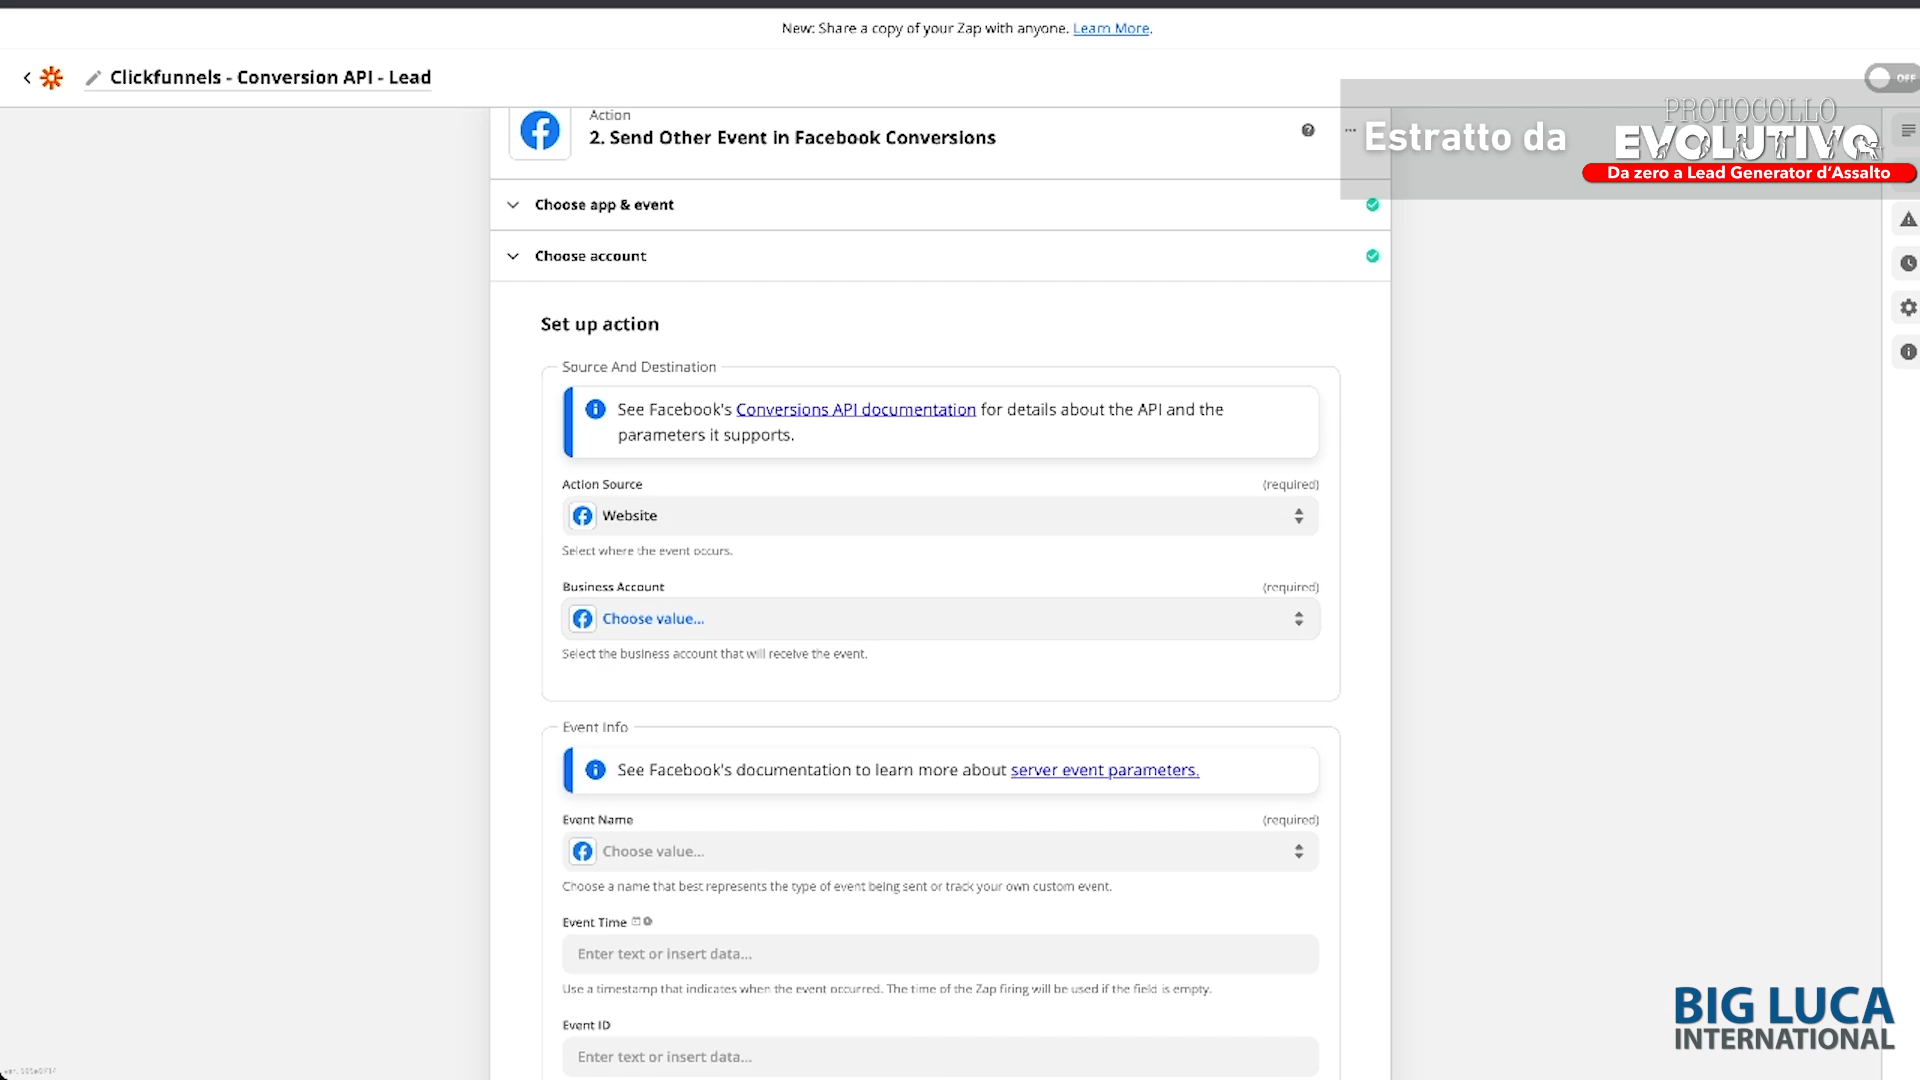 New: Share a copy of your Zap with anyone. Learn More.
Clickfunnels - Conversion API - Lead
OFF
Action
2. Send Other Event in Facebook Conversions
Estratto da
PROTOCOLLO
EVOLUTIVO
Da zero a Lead Generator d'Assalto
Choose app & event
Choose account
Set up action
Source And Destination
See Facebook's Conversions API documentation for details about the API and the
parameters it supports.
Action Source
(required)
Website
Select where the event occurs.
Business Account
(required)
Choose value...
Select the business account that will receive the event.
Event Info
See Facebook's documentation to learn more about server event parameters.
Event Name
(required)
Choose value...
Choose a name that best represents the type of event being sent or track your own custom event.
Event Time
Enter text or insert data...
Use a timestamp that indicates when the event occurred. The time of the Zap firing will be used if the field is empty.
Event ID
Enter text or insert data...
BIG LUCA
INTERNATIONAL